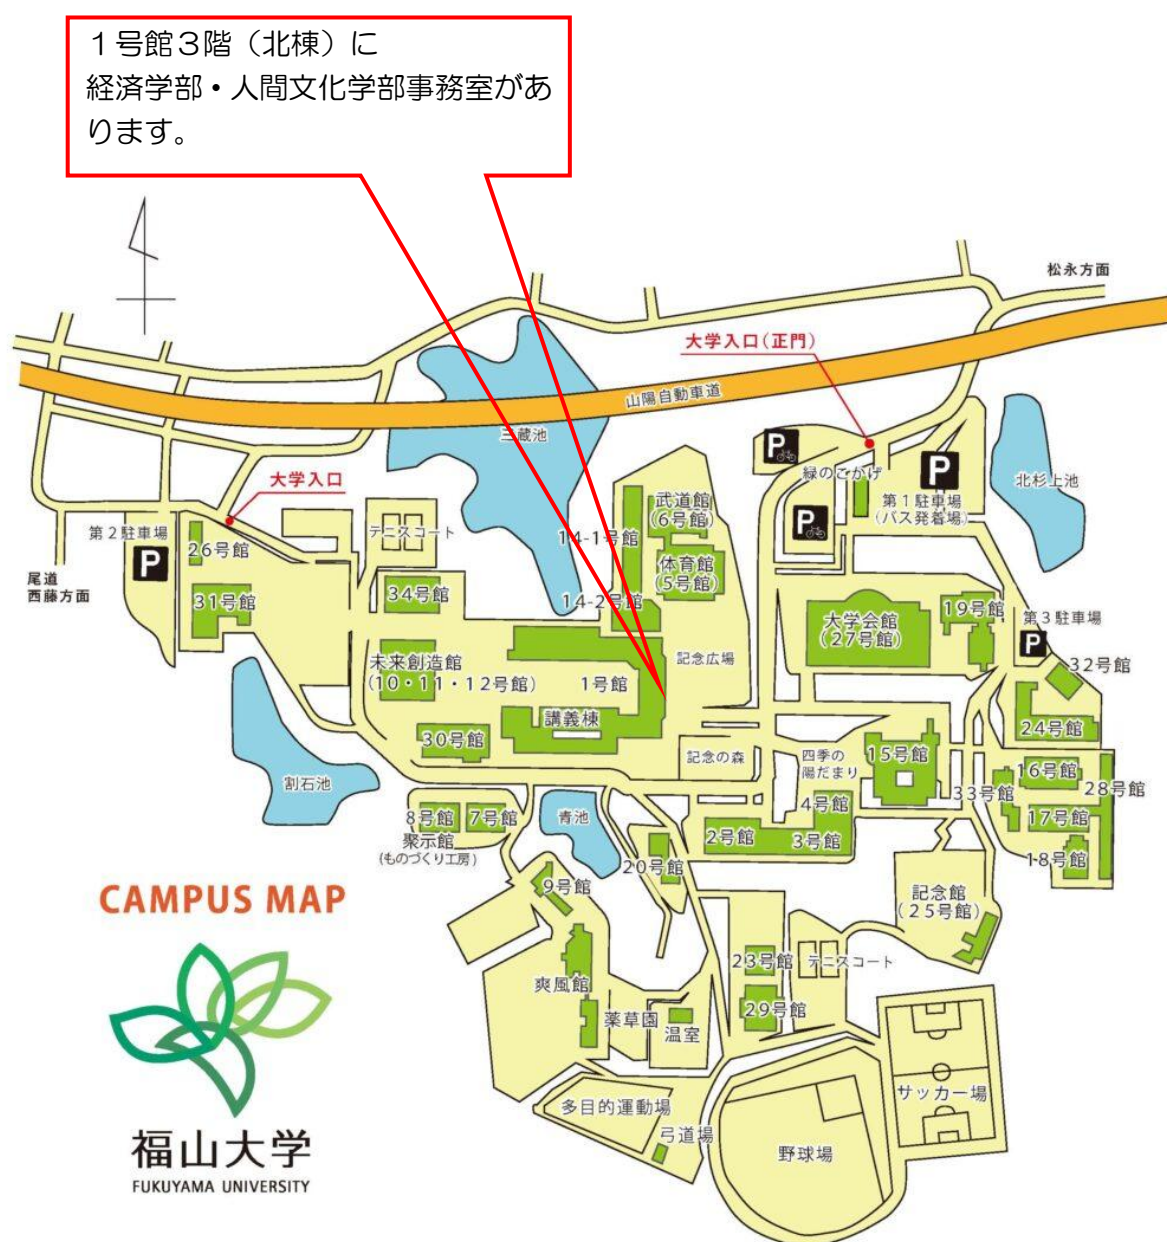 １号館３階（北棟）に
経済学部・人間文化学部事務室があ
ります。
松永方面
大学入口(正門)
山陽自動車道
三蔵池
緑のこかげ
北杉上池
第１駐車場
(バス発着場)
P
P
P
大学入口
第２駐車場
P
26号館
テニスコート
武道館
(6号館)
14-1号館
体育館
(5号館)
尾道
西藤方面
31号館
34号館
14-2号館
大学会館
(27号館)
19号館
第３駐車場
P
32号館
未来創造館
(10・11・12号館)
1号館
記念広場
講義棟
24号館
30号館
記念の森
四季の
陽だまり
15号館
16号館
28号館
33号館
割石池
青池
4号館
17号館
8号館
7号館
聚示館
(ものづくり工房)
2号館
3号館
18号館
20号館
9号館
記念館
(25号館)
CAMPUS MAP
23号館
テニスコート
爽風館
29号館
薬草園
温室
サッカー場
多目的運動場
弓道場
野球場
福山大学
FUKUYAMA UNIVERSITY